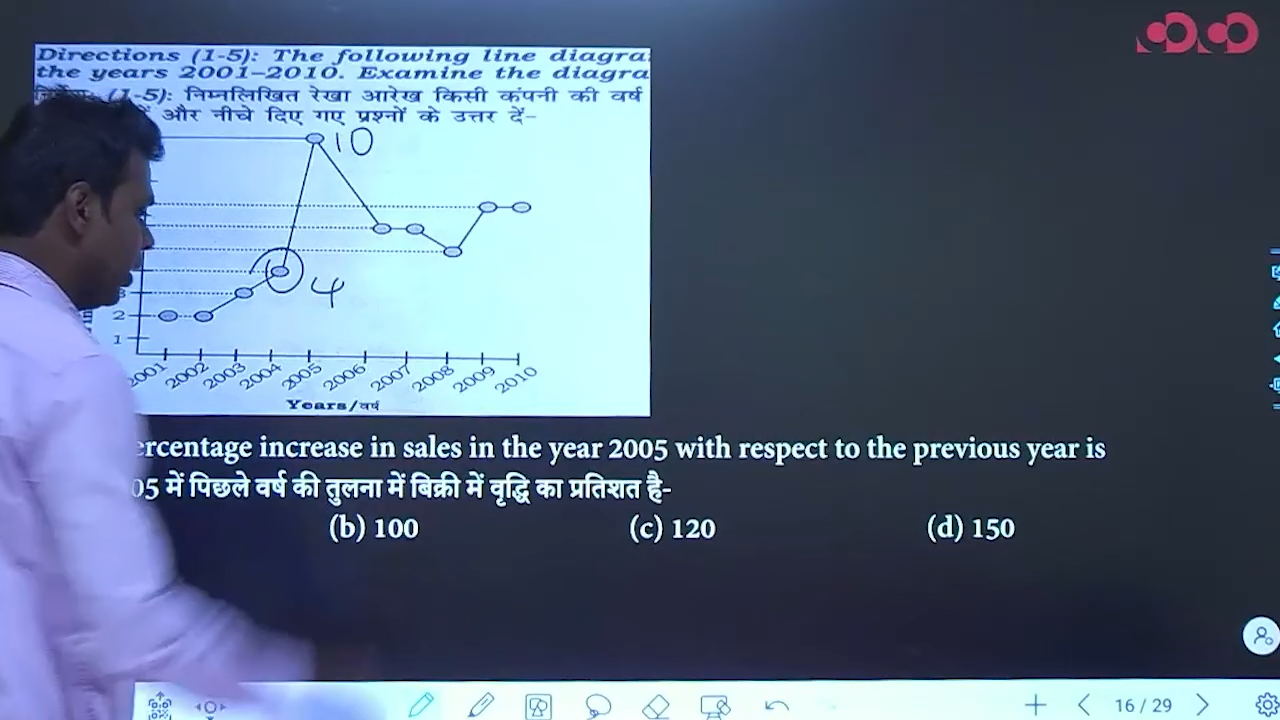 Directions (1-5): The following line diagra
the years 2001–2010. Examine the diagra
(1-5): निम्नलिखित रेखा आरेख किसी कंपनी की वर्ष
और नीचे दिए गए प्रश्नों के उत्तर दें–
10
4
3
2
1
2001 2002 2003 2004 2005 2006 2007 2008 2009 2010
Years/वर्ष
ercentage increase in sales in the year 2005 with respect to the previous year is
05 में पिछले वर्ष की तुलना में बिक्री में वृद्धि का प्रतिशत है-
(b) 100 (c) 120 (d) 150
16 / 29